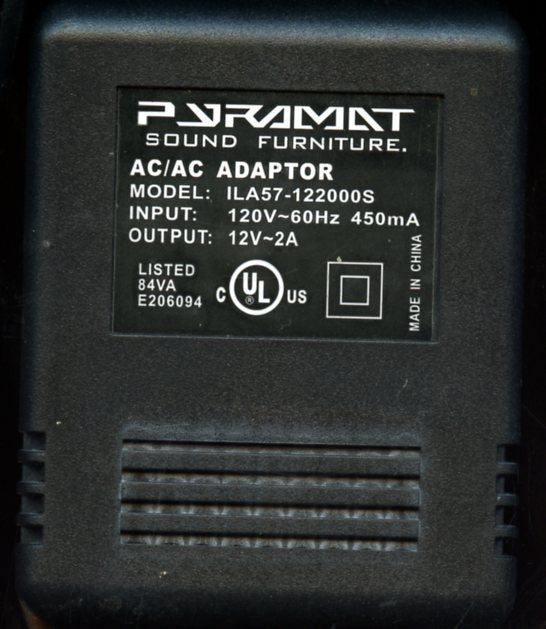 PYRAMAT
SOUND FURNITURE.
AC/AC ADAPTOR
MODEL: ILA57-122000S
INPUT: 120V~60Hz 450mA
OUTPUT: 12V~2A
LISTED
84VA
E206094
C UL ® US
MADE IN CHINA